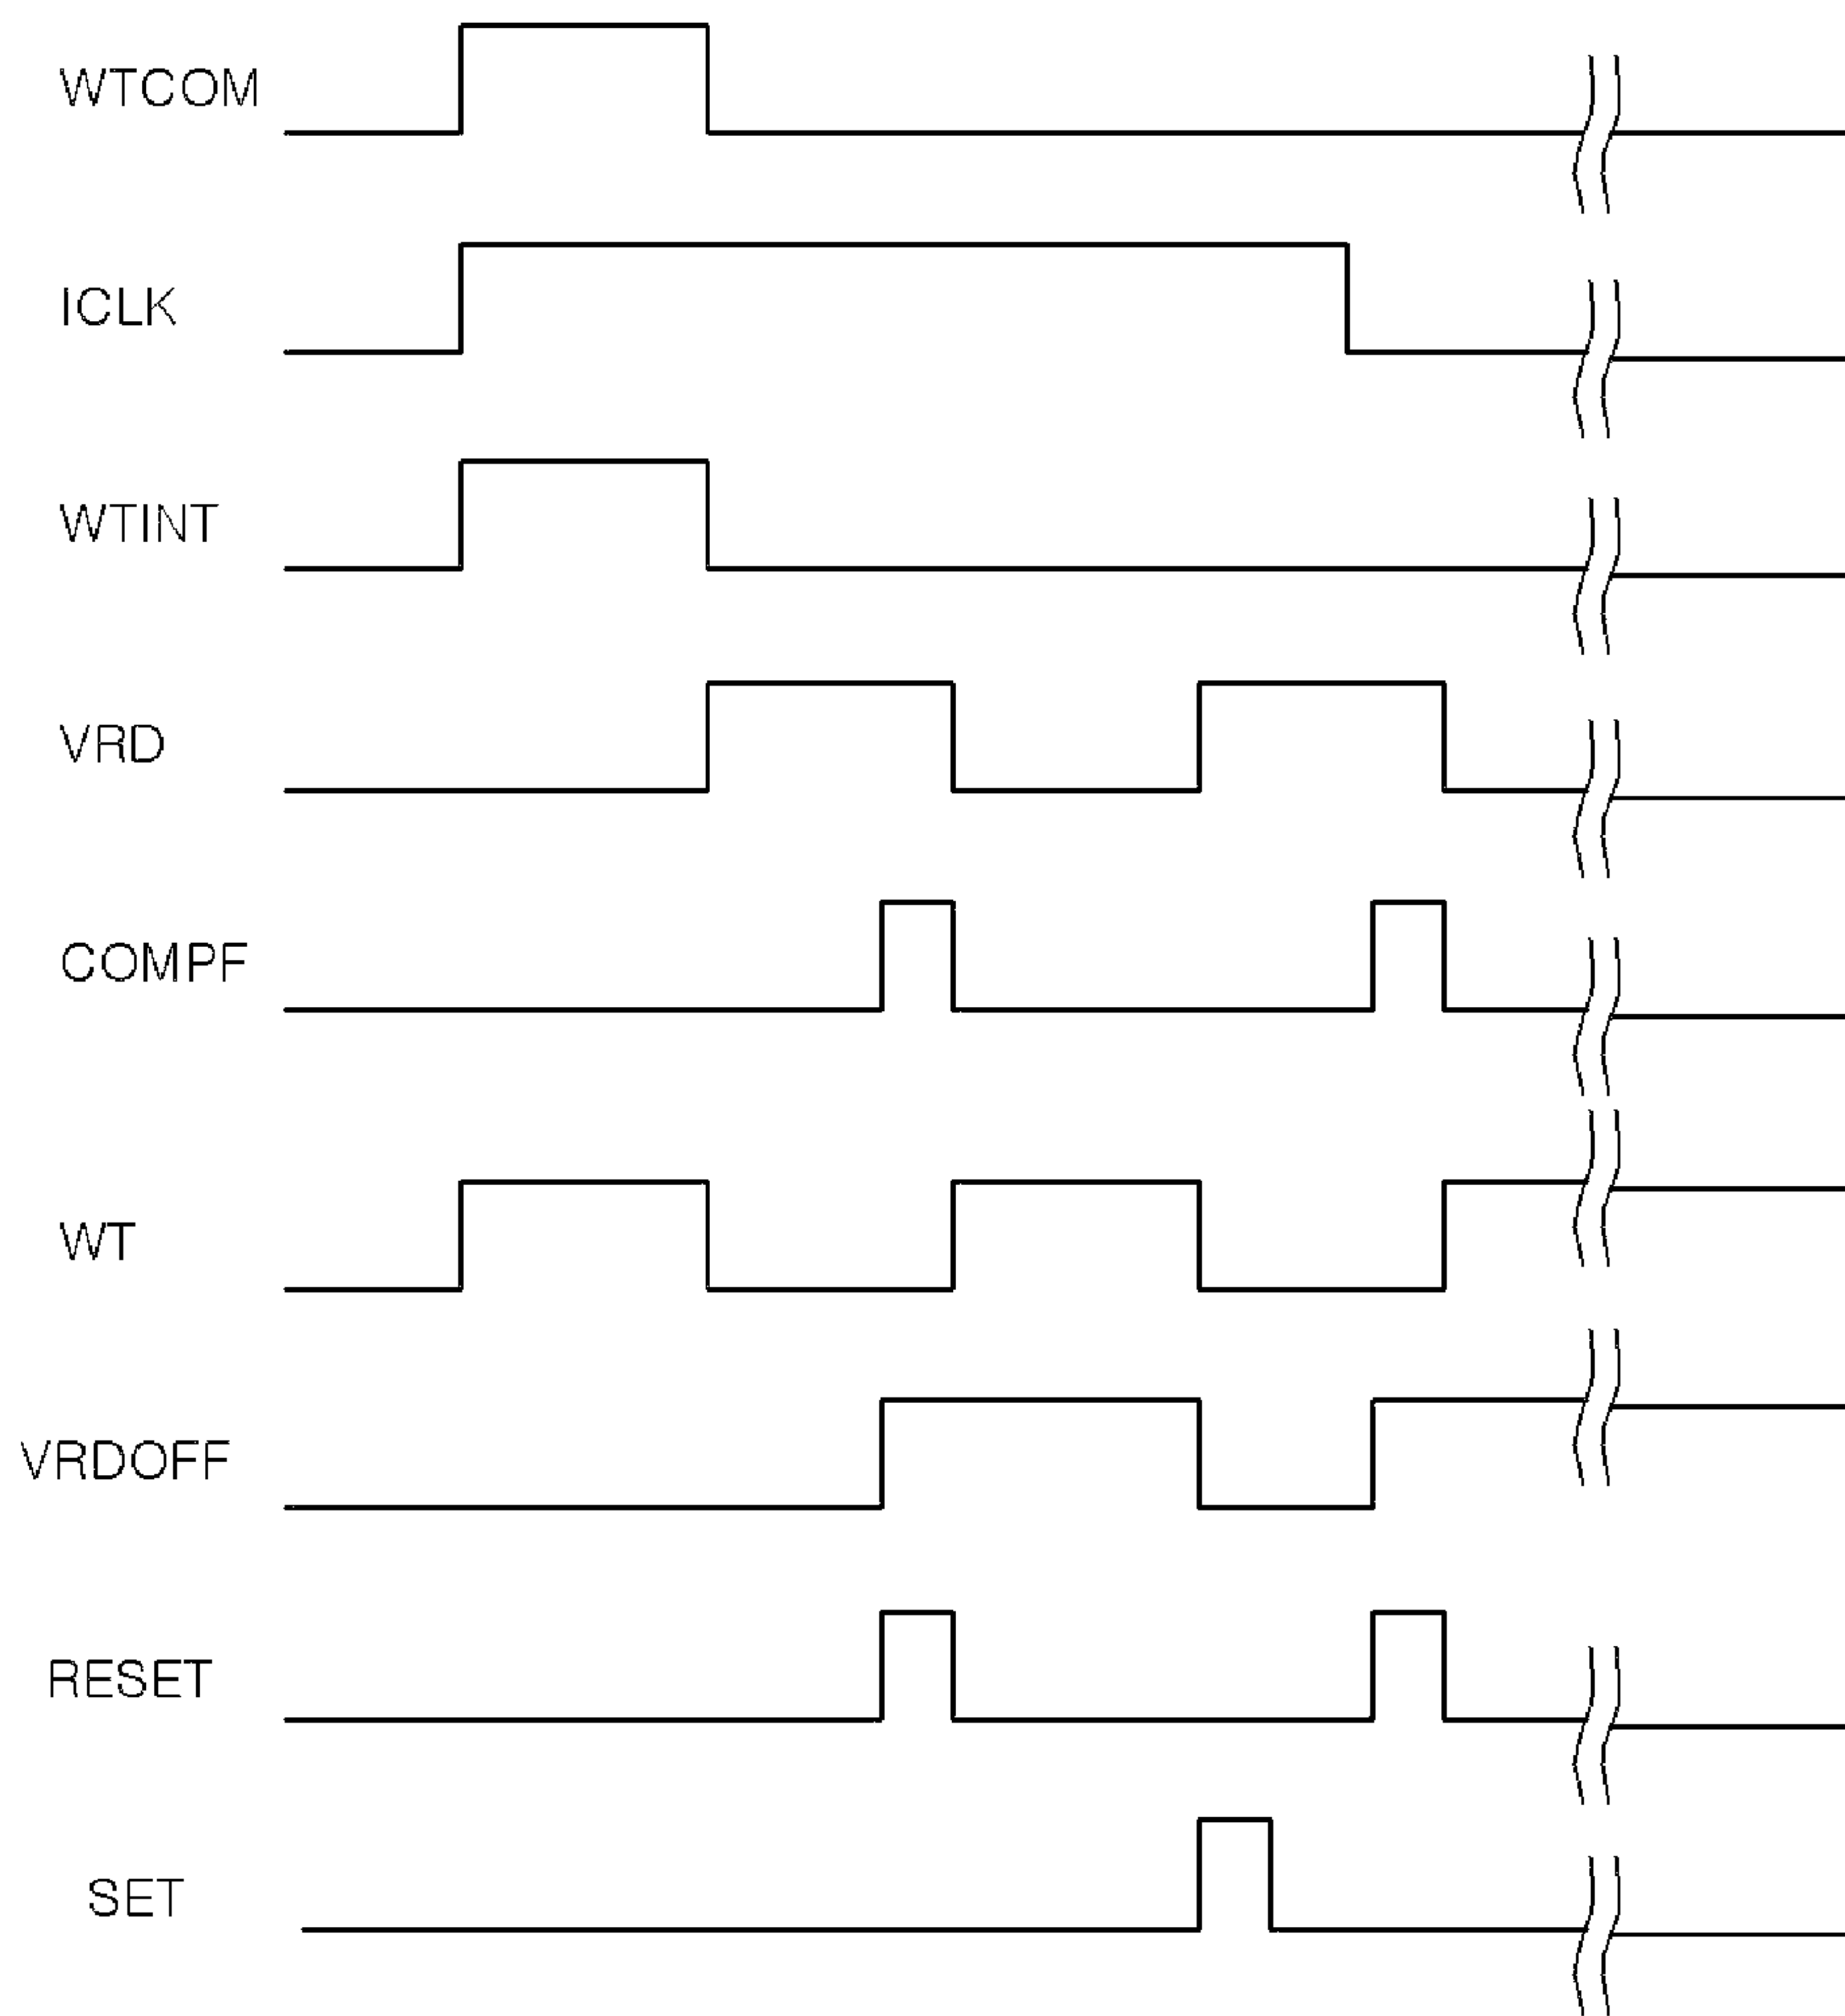 WTCOM
ICLK
WTINT
VRD
COMPF
WT
VRDOFF
RESET
SET